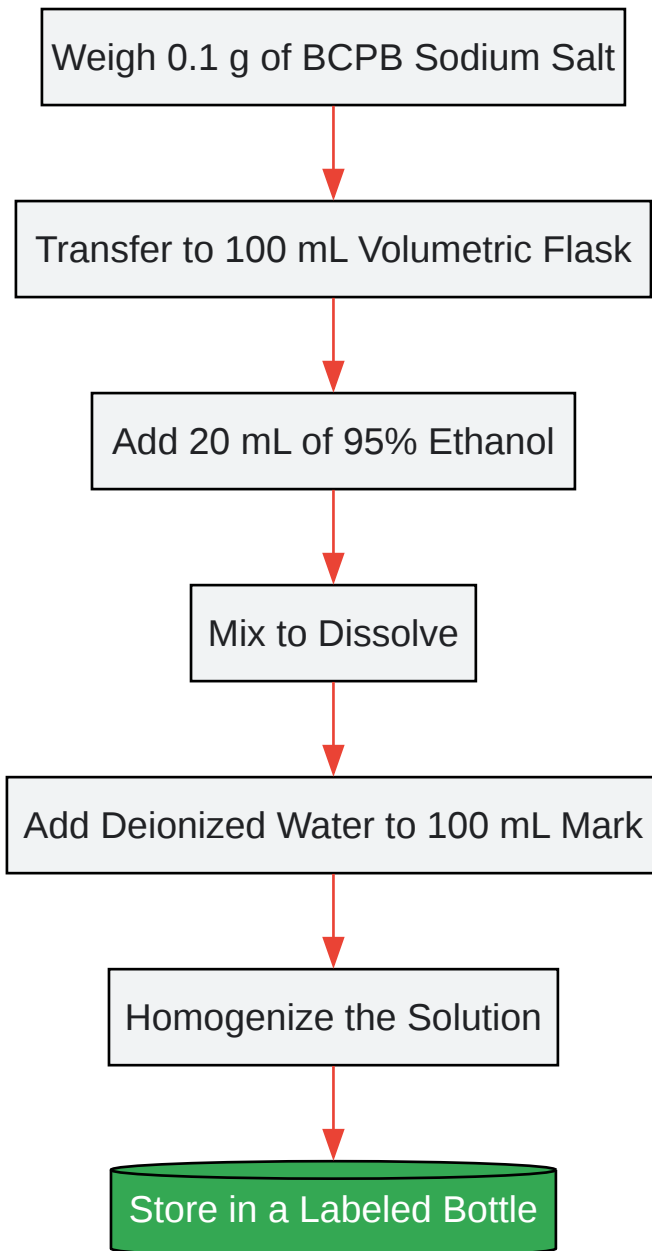 Weigh 0.1 g of BCPB Sodium Salt
Transfer to 100 mL Volumetric Flask
Add 20 mL of 95% Ethanol
Mix to Dissolve
Add Deionized Water to 100 mL Mark
Homogenize the Solution
Store in a Labeled Bottle